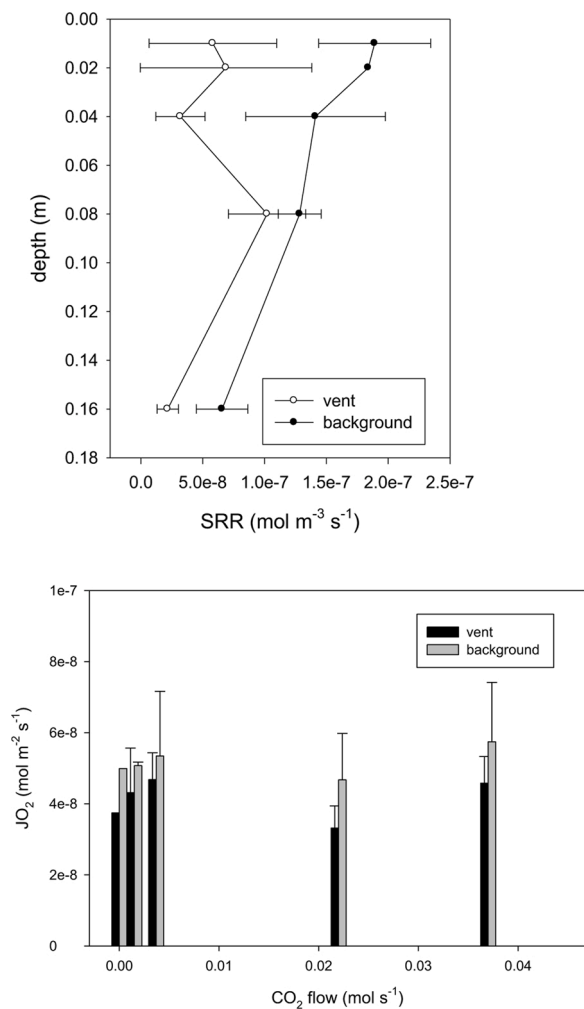 0.00
0.02
0.04
0.06
0.08
0.10
0.12
0.14
0.16
0.18
depth (m)
vent
background
0.0 5.0e-8 1.0e-7 1.5e-7 2.0e-7 2.5e-7
SRR (mol m⁻³ s⁻¹)
1e-7
8e-8
6e-8
4e-8
2e-8
0
JO₂ (mol m⁻² s⁻¹)
vent
background
0.00 0.01 0.02 0.03 0.04
CO₂ flow (mol s⁻¹)